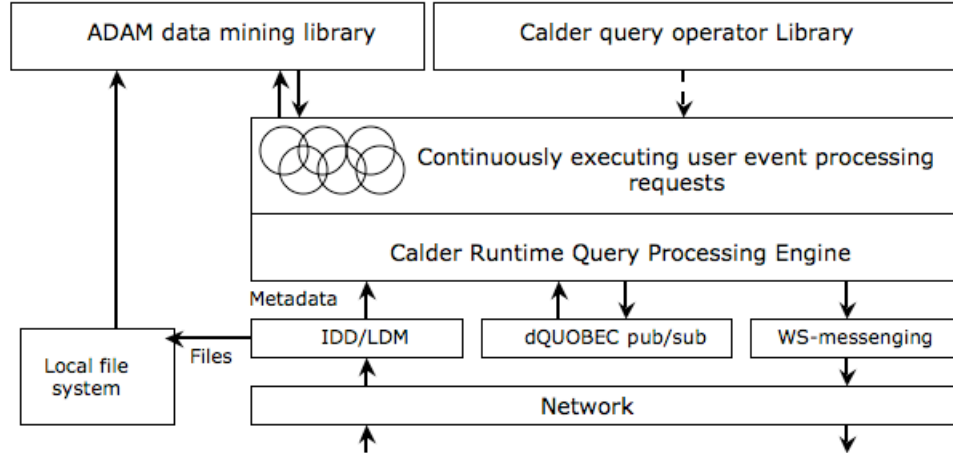 ADAM data mining library
Calder query operator Library
Continuously executing user event processing
requests
Calder Runtime Query Processing Engine
Metadata
IDD/LDM
dQUOBEC pub/sub
WS-messenging
Files
Local file
system
Network